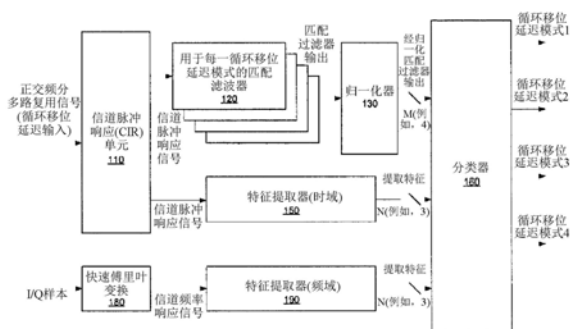 正交频分
多路复用信号
(循环移位
延迟输入)
信道脉冲
响应(CIR)
单元
110
信道
脉冲
响应
信号
用于每一循环移位
延迟模式的匹配
滤波器
120
匹配
过滤器
输出
归一化器
130
经归
一化
匹配
过滤器
输出
M(例
如，4)
信道脉冲
响应信号
特征提取器(时域)
150
提取特征
N(例如，3)
I/Q样本
快速傅里叶
变换
180
信道频率
响应信号
特征提取器(频域)
190
提取特征
N(例如，3)
分类器
160
循环移位
延迟模式1
循环移位
延迟模式2
循环移位
延迟模式3
循环移位
延迟模式4